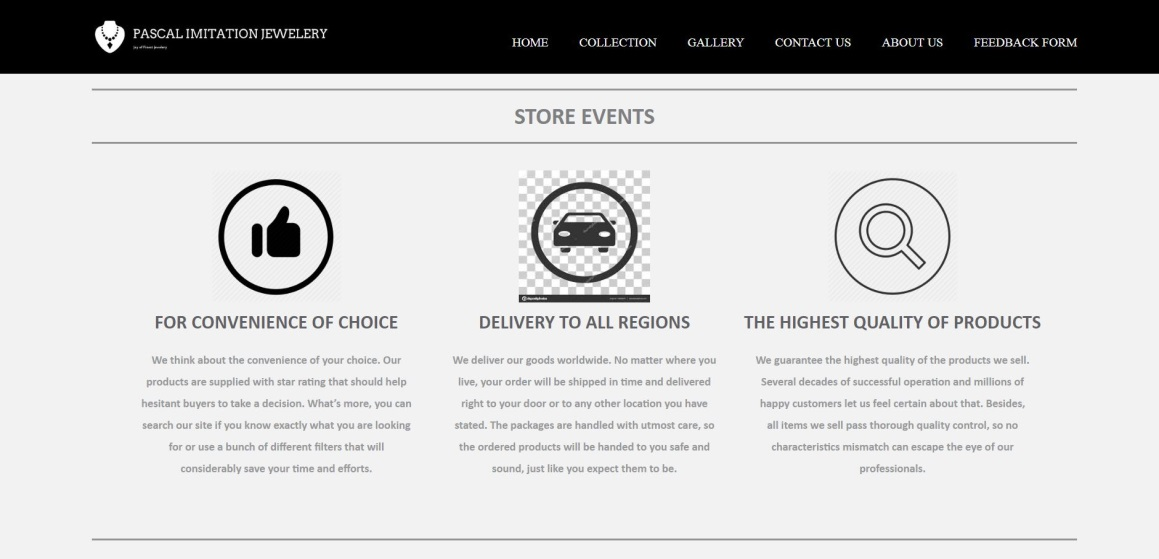 PASCAL IMITATION JEWELERY
HOME COLLECTION GALLERY CONTACT US ABOUT US FEEDBACK FORM
STORE EVENTS
FOR CONVENIENCE OF CHOICE
We think about the convenience of your choice. Our
products are supplied with star rating that should help
hesitant buyers to take a decision. What's more, you can
search our site if you know exactly what you are looking
for or use a bunch of different filters that will
considerably save your time and efforts.
DELIVERY TO ALL REGIONS
We deliver our goods worldwide. No matter where you
live, your order will be shipped in time and delivered
right to your door or to any other location you have
stated. The packages are handled with utmost care, so
the ordered products will be handed to you safe and
sound, just like you expect them to be.
THE HIGHEST QUALITY OF PRODUCTS
We guarantee the highest quality of the products we sell.
Several decades of successful operation and millions of
happy customers let us feel certain about that. Besides,
all items we sell pass thorough quality control, so no
characteristics mismatch can escape the eye of our
professionals.